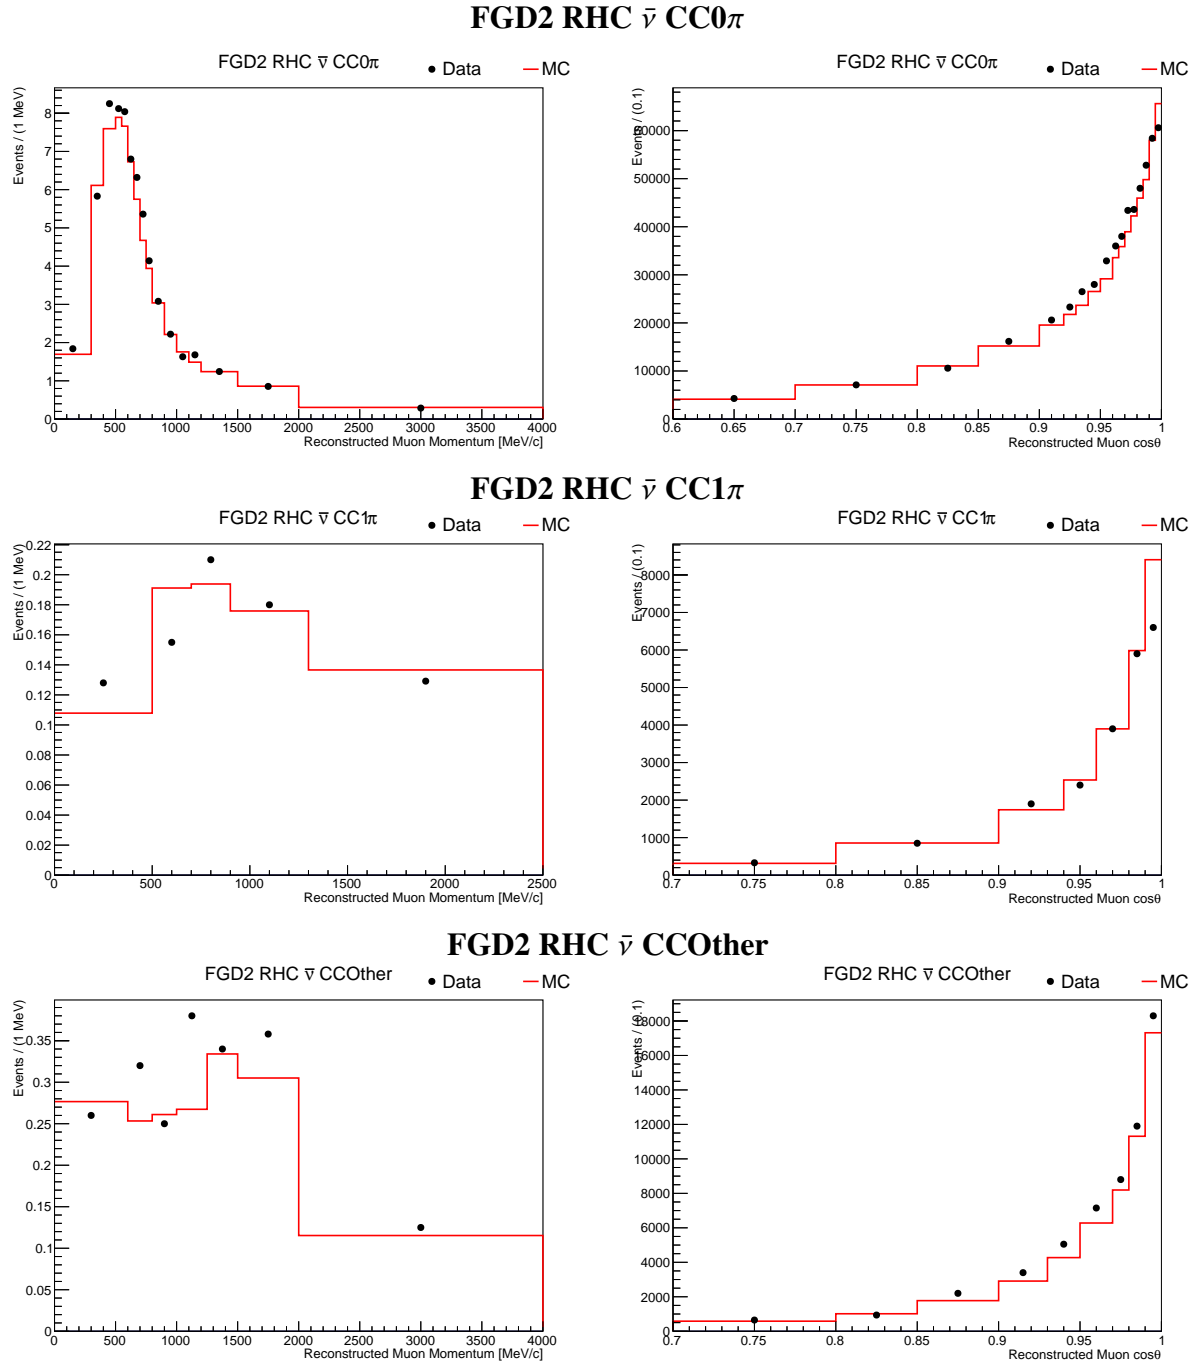 FGD2 RHC ν̄ CC0π
FGD2 RHC ν̄ CC0π
Data
MC
Events / (1 MeV)
8
7
6
5
4
3
2
1
0
0 500 1000 1500 2000 2500 3000 3500 4000
Reconstructed Muon Momentum [MeV/c]
FGD2 RHC ν̄ CC0π
Data
MC
Events / (0.1)
60000
50000
40000
30000
20000
10000
0
0.6 0.65 0.7 0.75 0.8 0.85 0.9 0.95 1
Reconstructed Muon cosθ
FGD2 RHC ν̄ CC1π
FGD2 RHC ν̄ CC1π
Data
MC
Events / (1 MeV)
0.22
0.2
0.18
0.16
0.14
0.12
0.1
0.08
0.06
0.04
0.02
0
0 500 1000 1500 2000 2500
Reconstructed Muon Momentum [MeV/c]
FGD2 RHC ν̄ CC1π
Data
MC
Events / (0.1)
8000
7000
6000
5000
4000
3000
2000
1000
0
0.7 0.75 0.8 0.85 0.9 0.95 1
Reconstructed Muon cosθ
FGD2 RHC ν̄ CCOther
FGD2 RHC ν̄ CCOther
Data
MC
Events / (1 MeV)
0.35
0.3
0.25
0.2
0.15
0.1
0.05
0
0 500 1000 1500 2000 2500 3000 3500 4000
Reconstructed Muon Momentum [MeV/c]
FGD2 RHC ν̄ CCOther
Data
MC
Events / (0.1)
18000
16000
14000
12000
10000
8000
6000
4000
2000
0
0.7 0.75 0.8 0.85 0.9 0.95 1
Reconstructed Muon cosθ